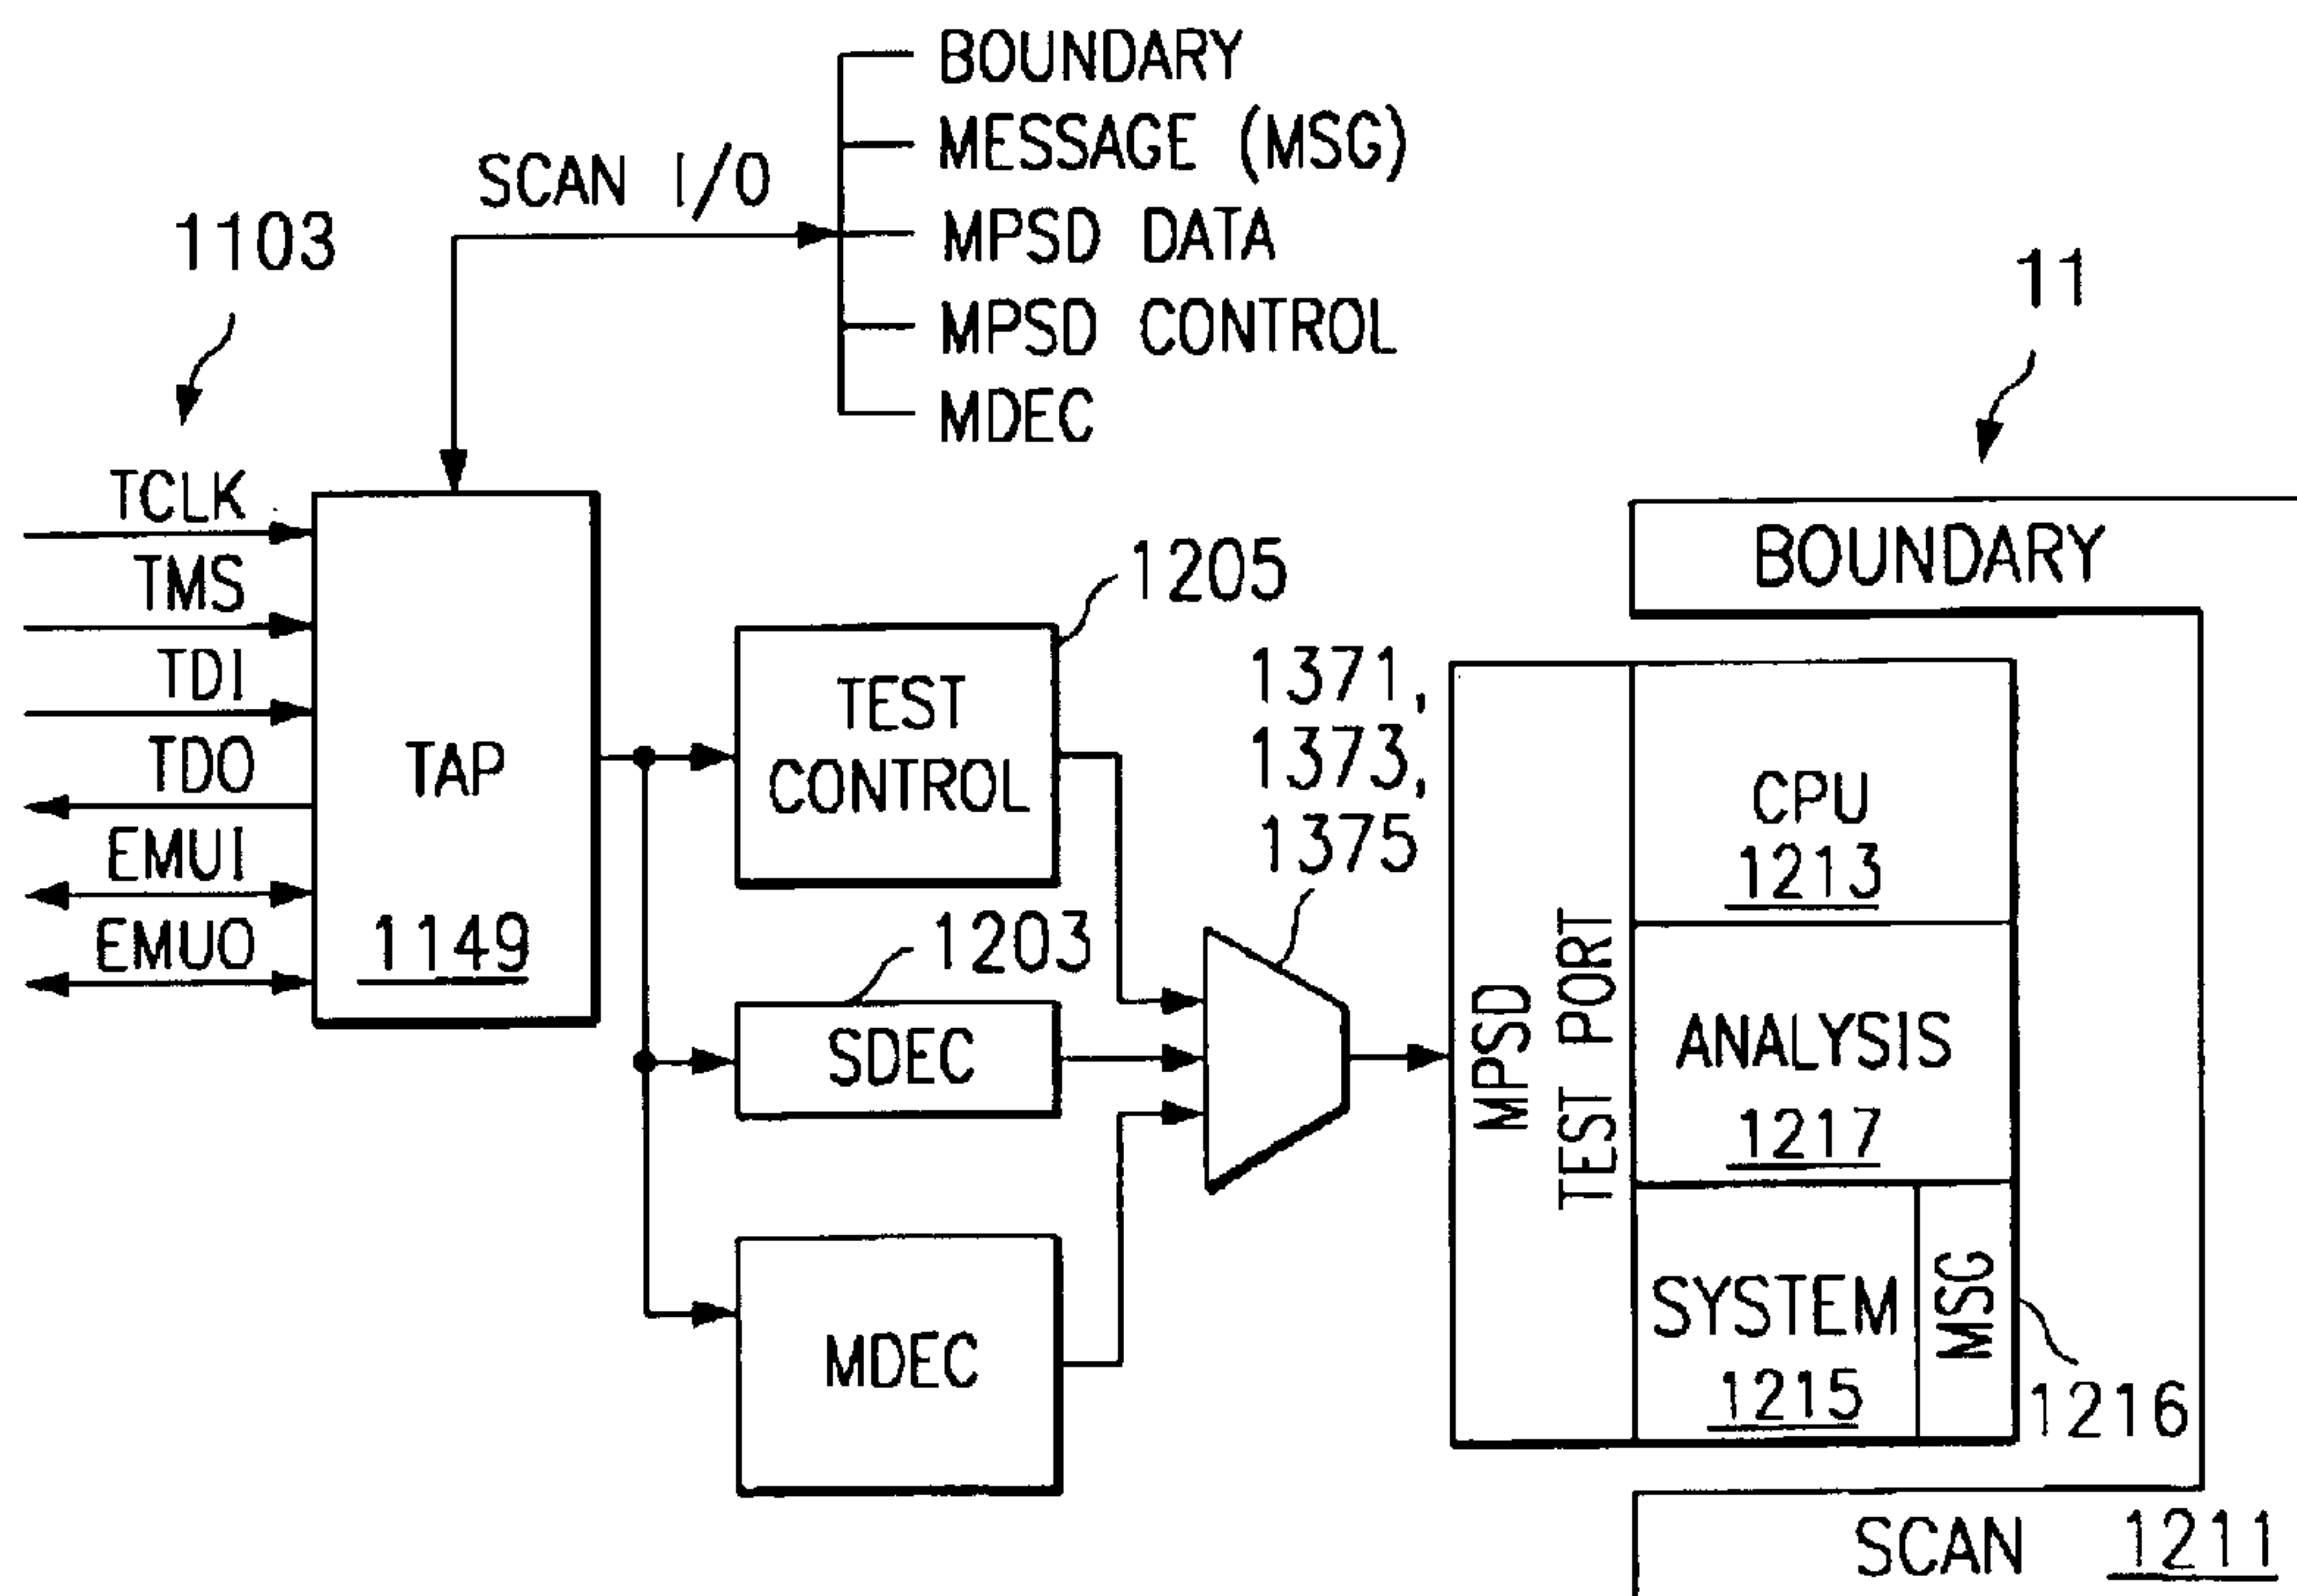 BOUNDARY
MESSAGE (MSG)
SCAN I/O
MPSD DATA
MPSD CONTROL
MDEC
1103
11
TCLK
TMS
TDI
TDO
EMUI
EMUO
TAP
1149
1205
TEST
CONTROL
1203
SDEC
MDEC
1371,
1373,
1375
MPSD
TEST PORT
BOUNDARY
CPU
1213
ANALYSIS
1217
SYSTEM
1215
MSG
1216
SCAN 1211